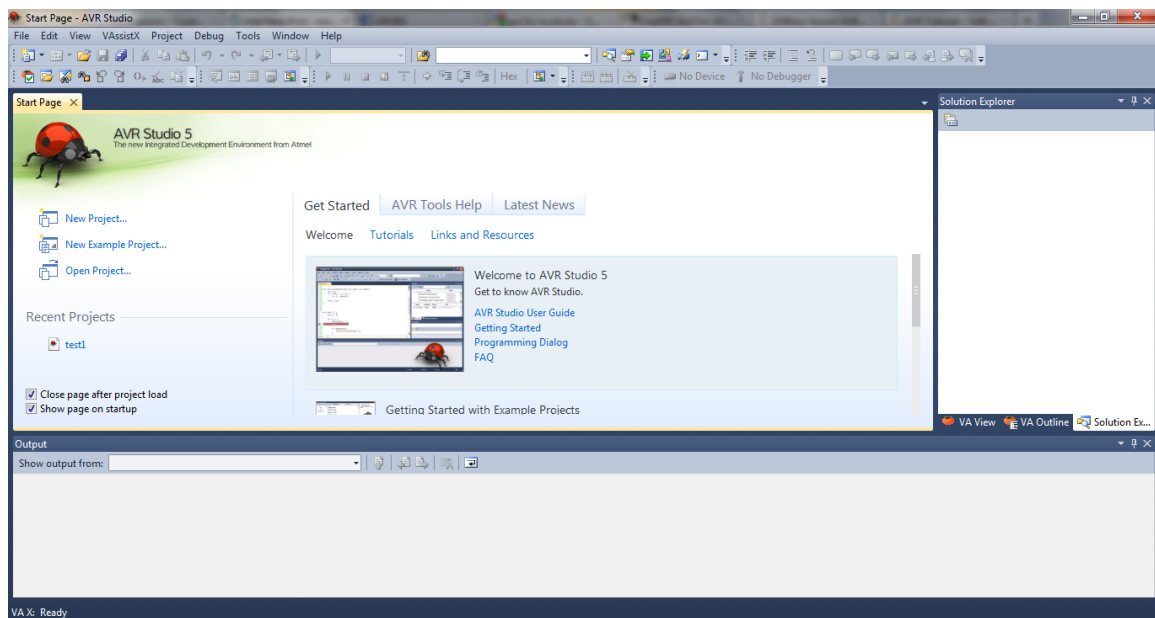 Start Page - AVR Studio
File Edit View VAssistX Project Debug Tools Window Help
Hex No Device No Debugger
Start Page
Solution Explorer
AVR Studio 5
The new Integrated Development Environment from Atmel
New Project...
New Example Project...
Open Project...
Recent Projects
test1
Close page after project load
Show page on startup
Get Started AVR Tools Help Latest News
Welcome Tutorials Links and Resources
Welcome to AVR Studio 5
Get to know AVR Studio.
AVR Studio User Guide
Getting Started
Programming Dialog
FAQ
Getting Started with Example Projects
VA View VA Outline Solution Ex...
Output
Show output from:
VA X: Ready